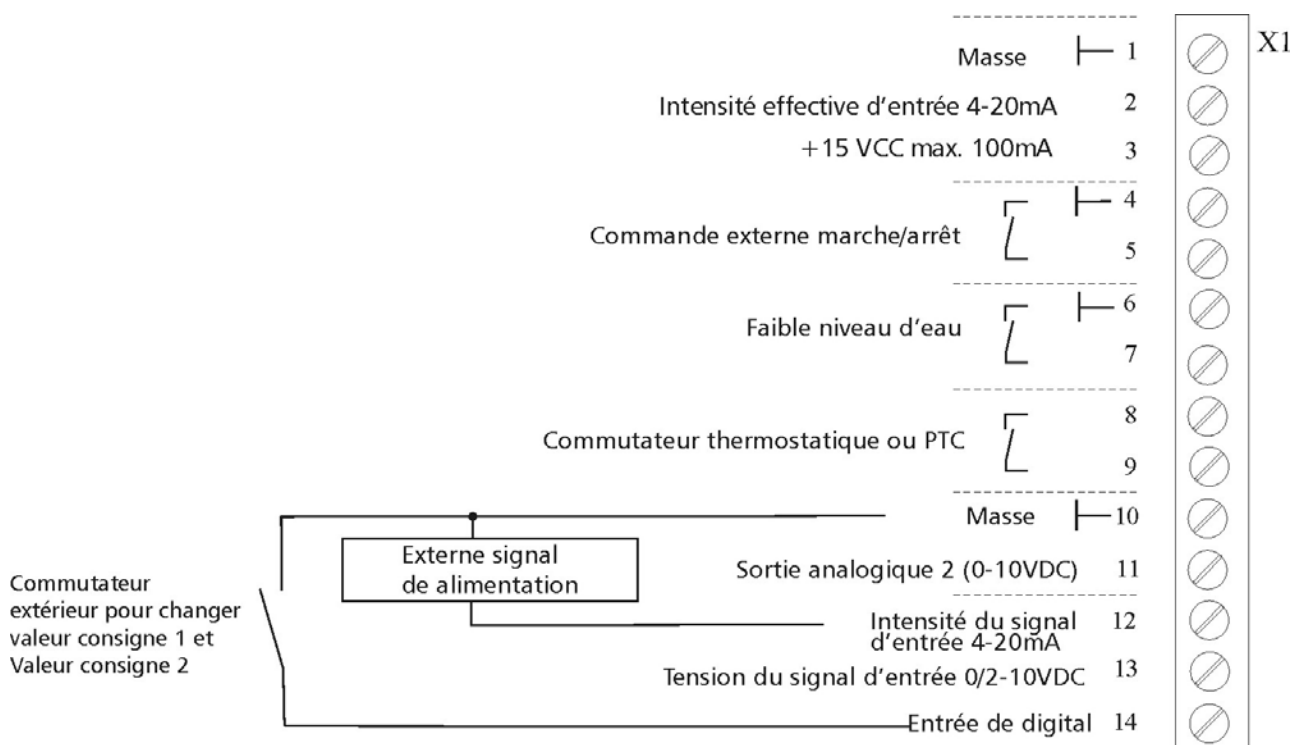 X1
Masse 1
Intensité effective d'entrée 4-20mA 2
+15 VCC max. 100mA 3
4
Commande externe marche/arrêt
5
6
Faible niveau d'eau
7
8
Commutateur thermostatique ou PTC
9
Masse 10
Externe signal
de alimentation
Sortie analogique 2 (0-10VDC) 11
Commutateur
extérieur pour changer
valeur consigne 1 et
Valeur consigne 2
Intensité du signal 12
d'entrée 4-20mA
Tension du signal d'entrée 0/2-10VDC 13
Entrée de digital 14